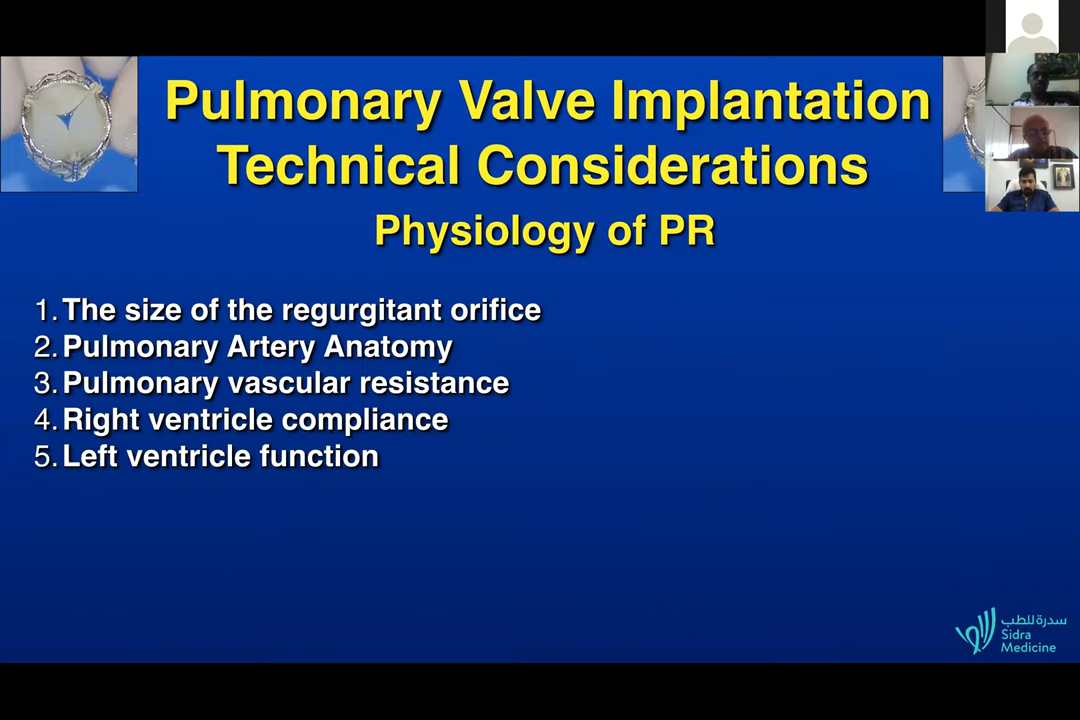 Pulmonary Valve Implantation
Technical Considerations
Physiology of PR
1. The size of the regurgitant orifice
2. Pulmonary Artery Anatomy
3. Pulmonary vascular resistance
4. Right ventricle compliance
5. Left ventricle function
سدرة للطب
Sidra
Medicine